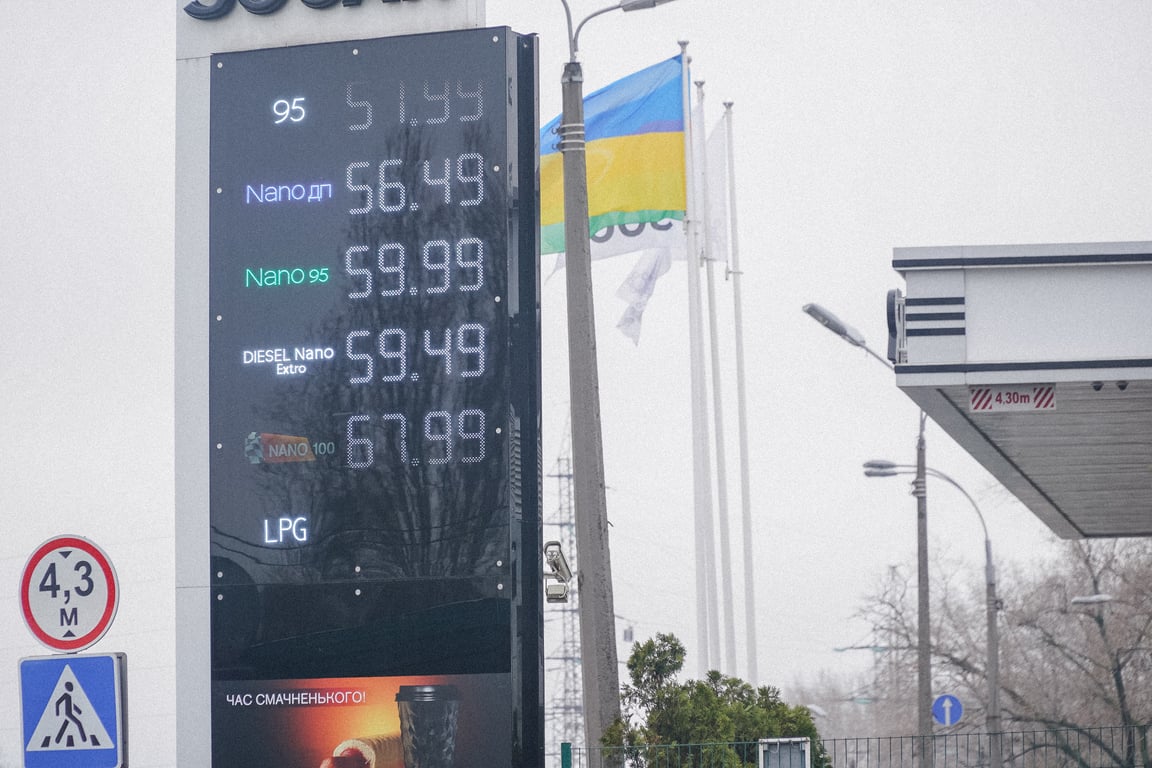 95 51.99
Nano ДП 56.49
Nano 95 59.99
DIESEL Nano Extro 59.49
NANO 100 67.99
LPG
ЧАС СМАЧНЕНЬКОГО!
4,3
М
4,30m